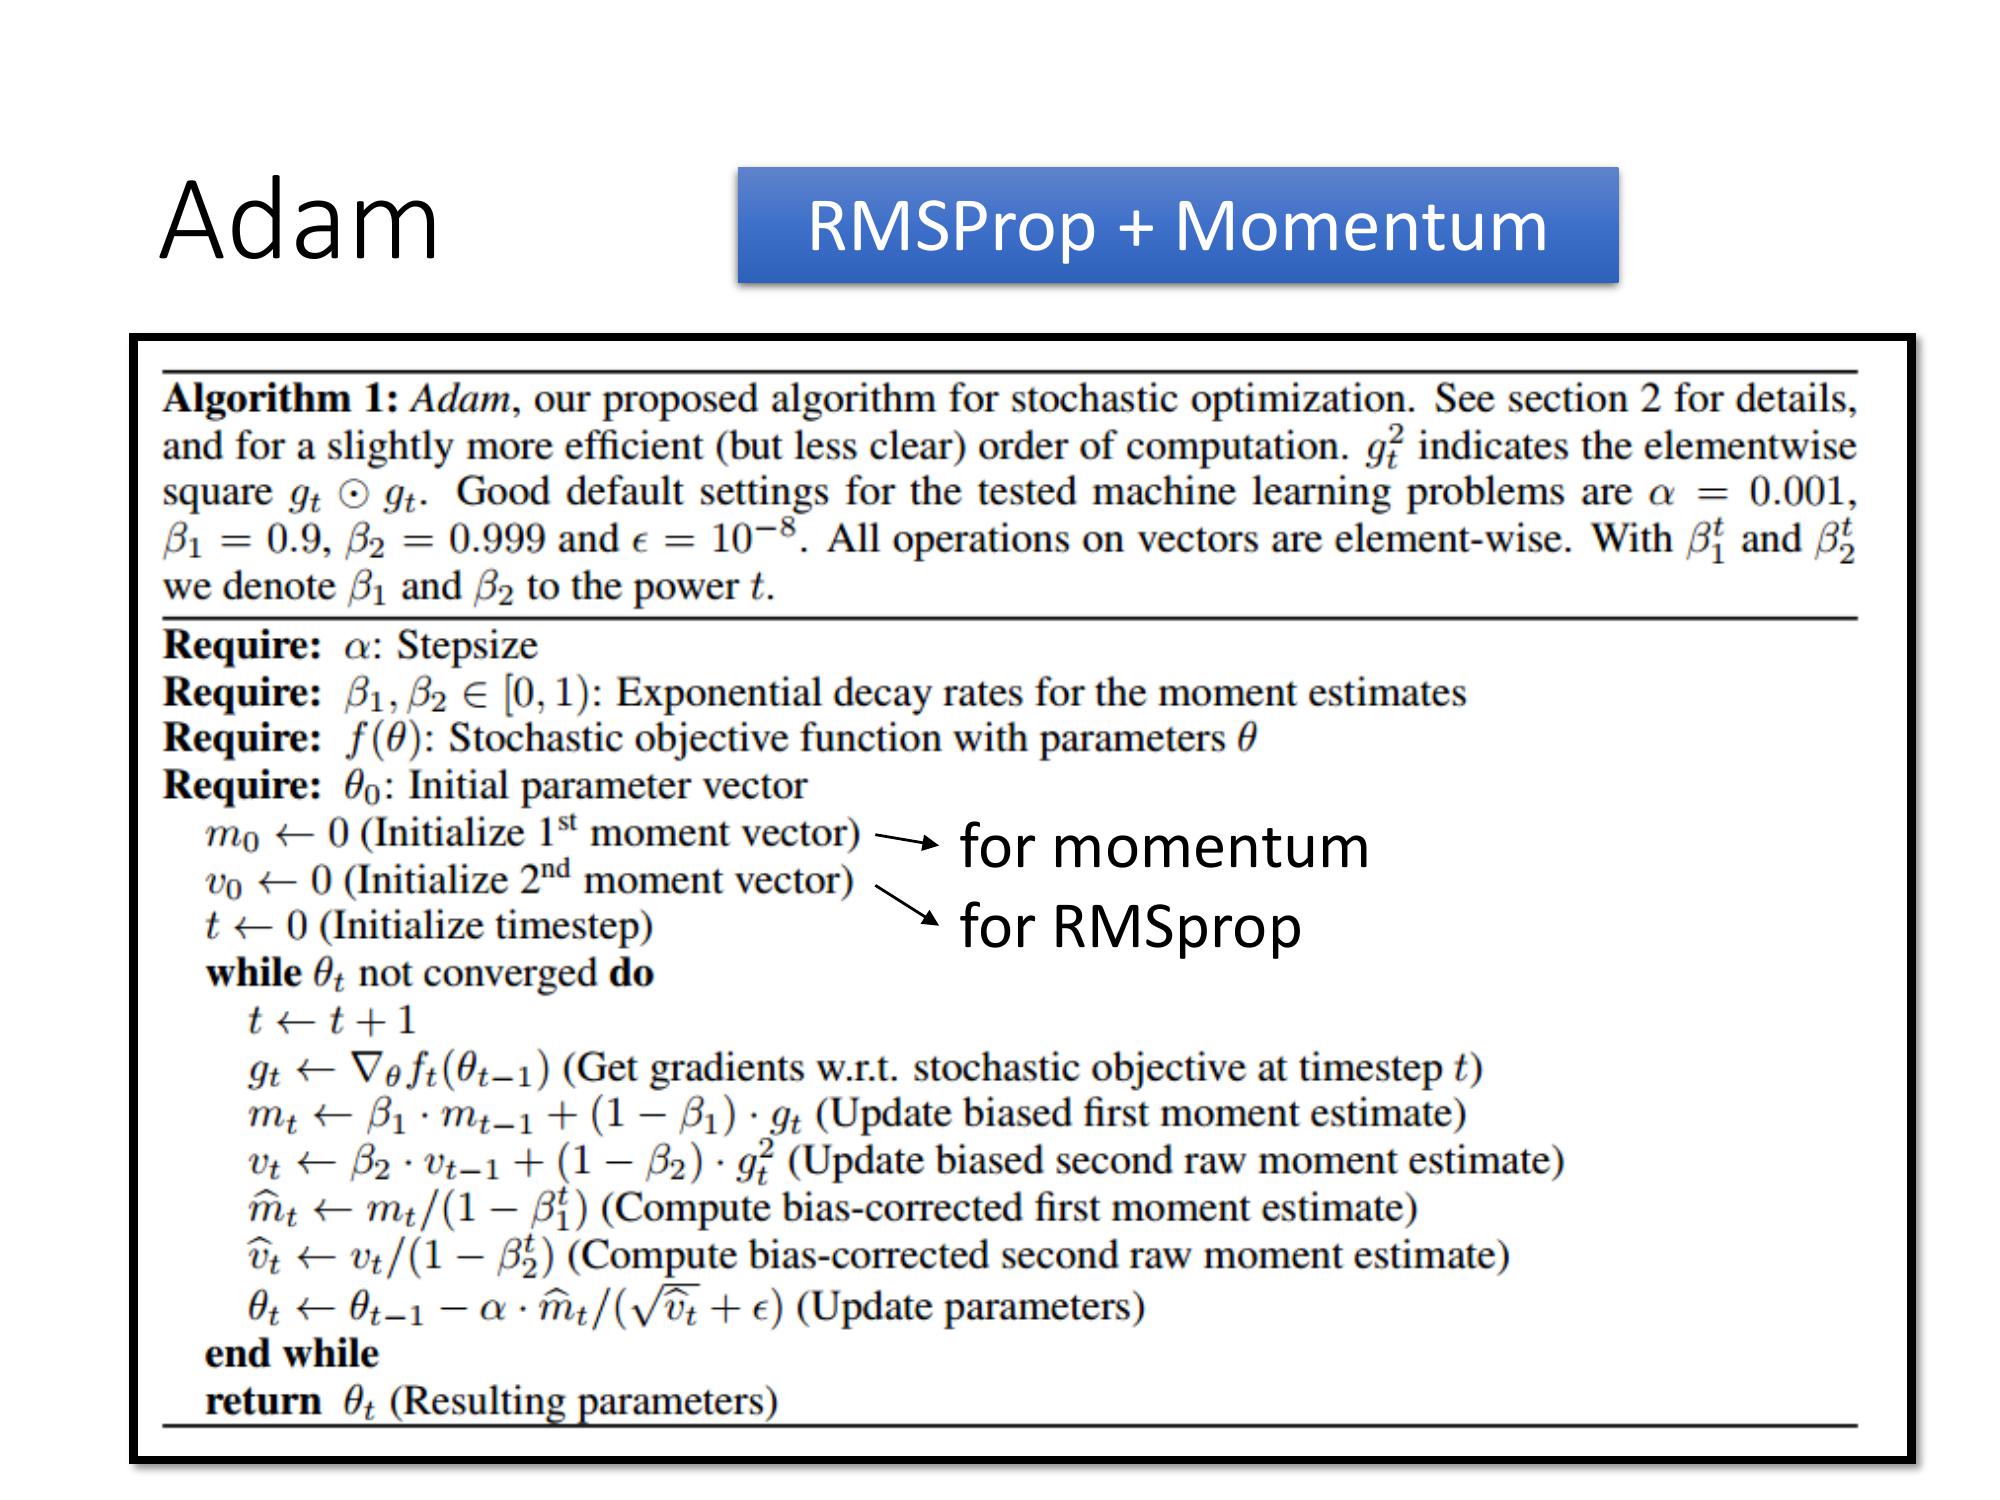 Adam
RMSProp + Momentum
Algorithm 1: Adam, our proposed algorithm for stochastic optimization. See section 2 for details,
and for a slightly more efficient (but less clear) order of computation. $g_t^2$ indicates the elementwise
square $g_t \odot g_t$. Good default settings for the tested machine learning problems are $\alpha = 0.001$,
$\beta_1 = 0.9$, $\beta_2 = 0.999$ and $\epsilon = 10^{-8}$. All operations on vectors are element-wise. With $\beta_1^t$ and $\beta_2^t$
we denote $\beta_1$ and $\beta_2$ to the power $t$.
Require: $\alpha$: Stepsize
Require: $\beta_1, \beta_2 \in [0, 1)$: Exponential decay rates for the moment estimates
Require: $f(\theta)$: Stochastic objective function with parameters $\theta$
Require: $\theta_0$: Initial parameter vector
$m_0 \leftarrow 0$ (Initialize 1st moment vector)
for momentum
$v_0 \leftarrow 0$ (Initialize 2nd moment vector)
for RMSprop
$t \leftarrow 0$ (Initialize timestep)
while $\theta_t$ not converged do
$t \leftarrow t + 1$
$g_t \leftarrow \nabla_\theta f_t(\theta_{t-1})$ (Get gradients w.r.t. stochastic objective at timestep $t$)
$m_t \leftarrow \beta_1 \cdot m_{t-1} + (1 - \beta_1) \cdot g_t$ (Update biased first moment estimate)
$v_t \leftarrow \beta_2 \cdot v_{t-1} + (1 - \beta_2) \cdot g_t^2$ (Update biased second raw moment estimate)
$\widehat{m}_t \leftarrow m_t/(1 - \beta_1^t)$ (Compute bias-corrected first moment estimate)
$\widehat{v}_t \leftarrow v_t/(1 - \beta_2^t)$ (Compute bias-corrected second raw moment estimate)
$\theta_t \leftarrow \theta_{t-1} - \alpha \cdot \widehat{m}_t/(\sqrt{\widehat{v}_t} + \epsilon)$ (Update parameters)
end while
return $\theta_t$ (Resulting parameters)